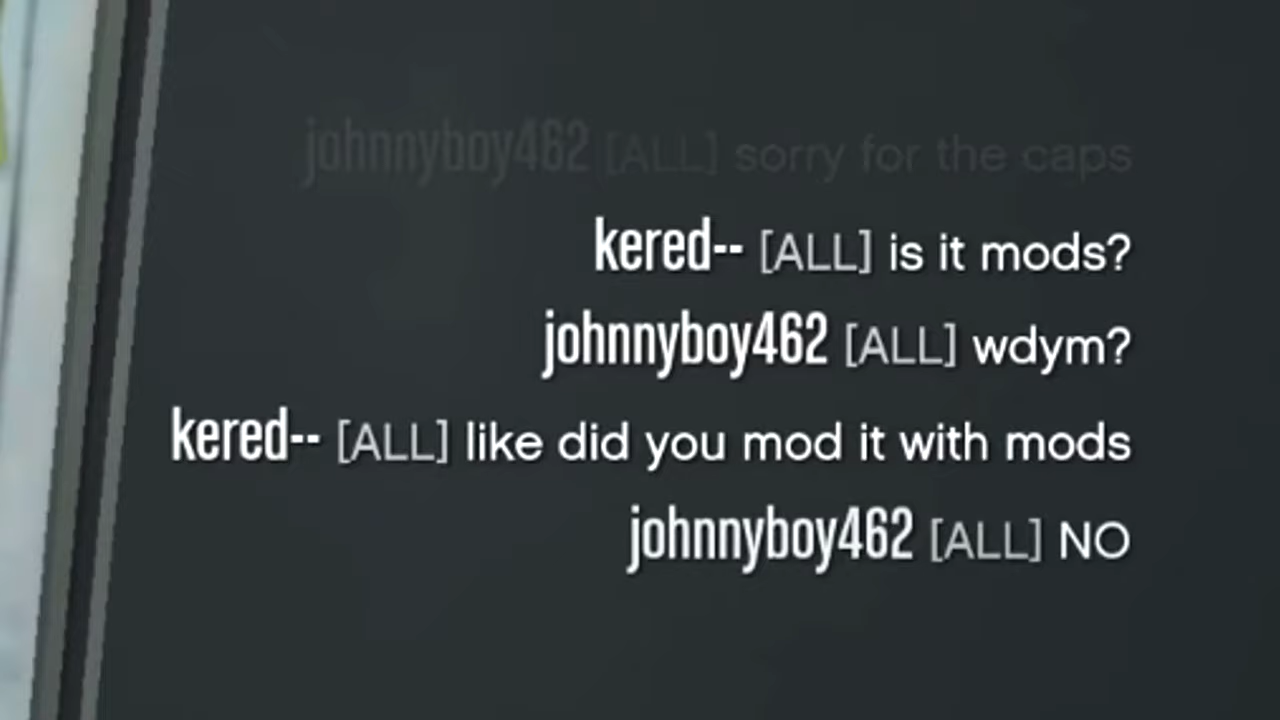 johnnyboy462 [ALL] sorry for the caps
kered-- [ALL] is it mods?
johnnyboy462 [ALL] wdym?
kered-- [ALL] like did you mod it with mods
johnnyboy462 [ALL] NO